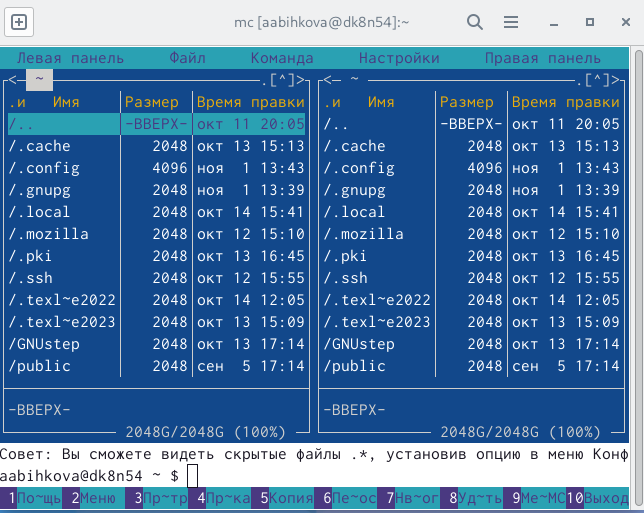 mc [aabihkova@dk8n54]:~
Левая панель Файл Команда Настройки Правая панель
<─ ~ .[^]> <─ ~ .[^]>
.и Имя Размер Время правки .и Имя Размер Время правки
/.. -ВВЕРХ- окт 11 20:05 /.. -ВВЕРХ- окт 11 20:05
/.cache 2048 окт 13 15:13 /.cache 2048 окт 13 15:13
/.config 4096 ноя 1 13:43 /.config 4096 ноя 1 13:43
/.gnupg 2048 ноя 1 13:39 /.gnupg 2048 ноя 1 13:39
/.local 2048 окт 14 15:41 /.local 2048 окт 14 15:41
/.mozilla 2048 окт 12 15:10 /.mozilla 2048 окт 12 15:10
/.pki 2048 окт 13 16:45 /.pki 2048 окт 13 16:45
/.ssh 2048 окт 12 15:55 /.ssh 2048 окт 12 15:55
/.texl~e2022 2048 окт 14 12:05 /.texl~e2022 2048 окт 14 12:05
/.texl~e2023 2048 окт 13 15:09 /.texl~e2023 2048 окт 13 15:09
/GNUstep 2048 окт 13 17:14 /GNUstep 2048 окт 13 17:14
/public 2048 сен 5 17:14 /public 2048 сен 5 17:14
-ВВЕРХ- -ВВЕРХ-
2048G/2048G (100%) 2048G/2048G (100%)
Совет: Вы сможете видеть скрытые файлы .*, установив опцию в меню Конф
aabihkova@dk8n54 ~ $
1По~щь 2Меню 3Пр~тр 4Пр~ка 5Копия 6Пе~ос 7Нв~ог 8Уд~ть 9Ме~МС 10Выход